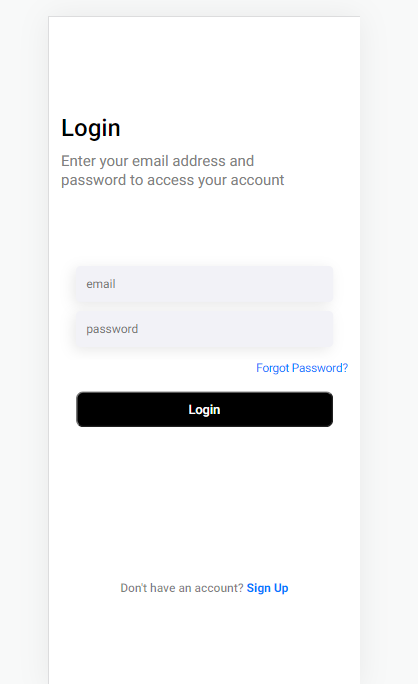 Login
Enter your email address and
password to access your account
email
password
Forgot Password?
Login
Don't have an account? Sign Up